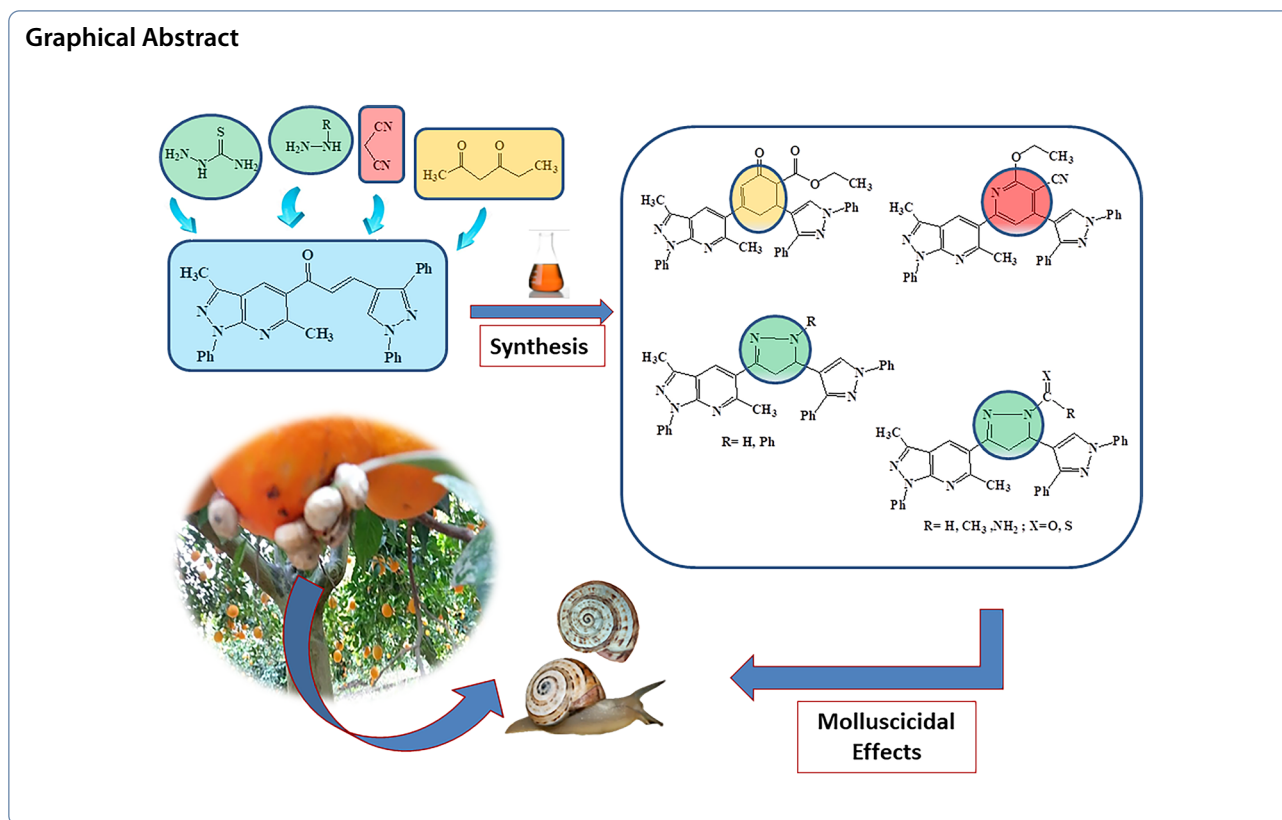 Graphical Abstract
S
H₂N
N
H
NH₂
R
H₂N
NH
CN
CN
O
O
H₃C
CH₃
O
H₃C
Ph
N
N
N
CH₃
N
N
Ph
Ph
Synthesis
O
O
O
CH₃
H₃C
N
N
Ph
N
CH₃
N
Ph
N
Ph
O
CH₃
N
CN
H₃C
N
N
Ph
N
CH₃
N
Ph
N
Ph
R
N
N
H₃C
N
N
Ph
N
CH₃
N
Ph
N
Ph
R= H, Ph
X
C
R
N
N
H₃C
N
N
Ph
N
CH₃
N
Ph
N
Ph
R= H, CH₃ ,NH₂ ; X=O, S
Molluscicidal
Effects